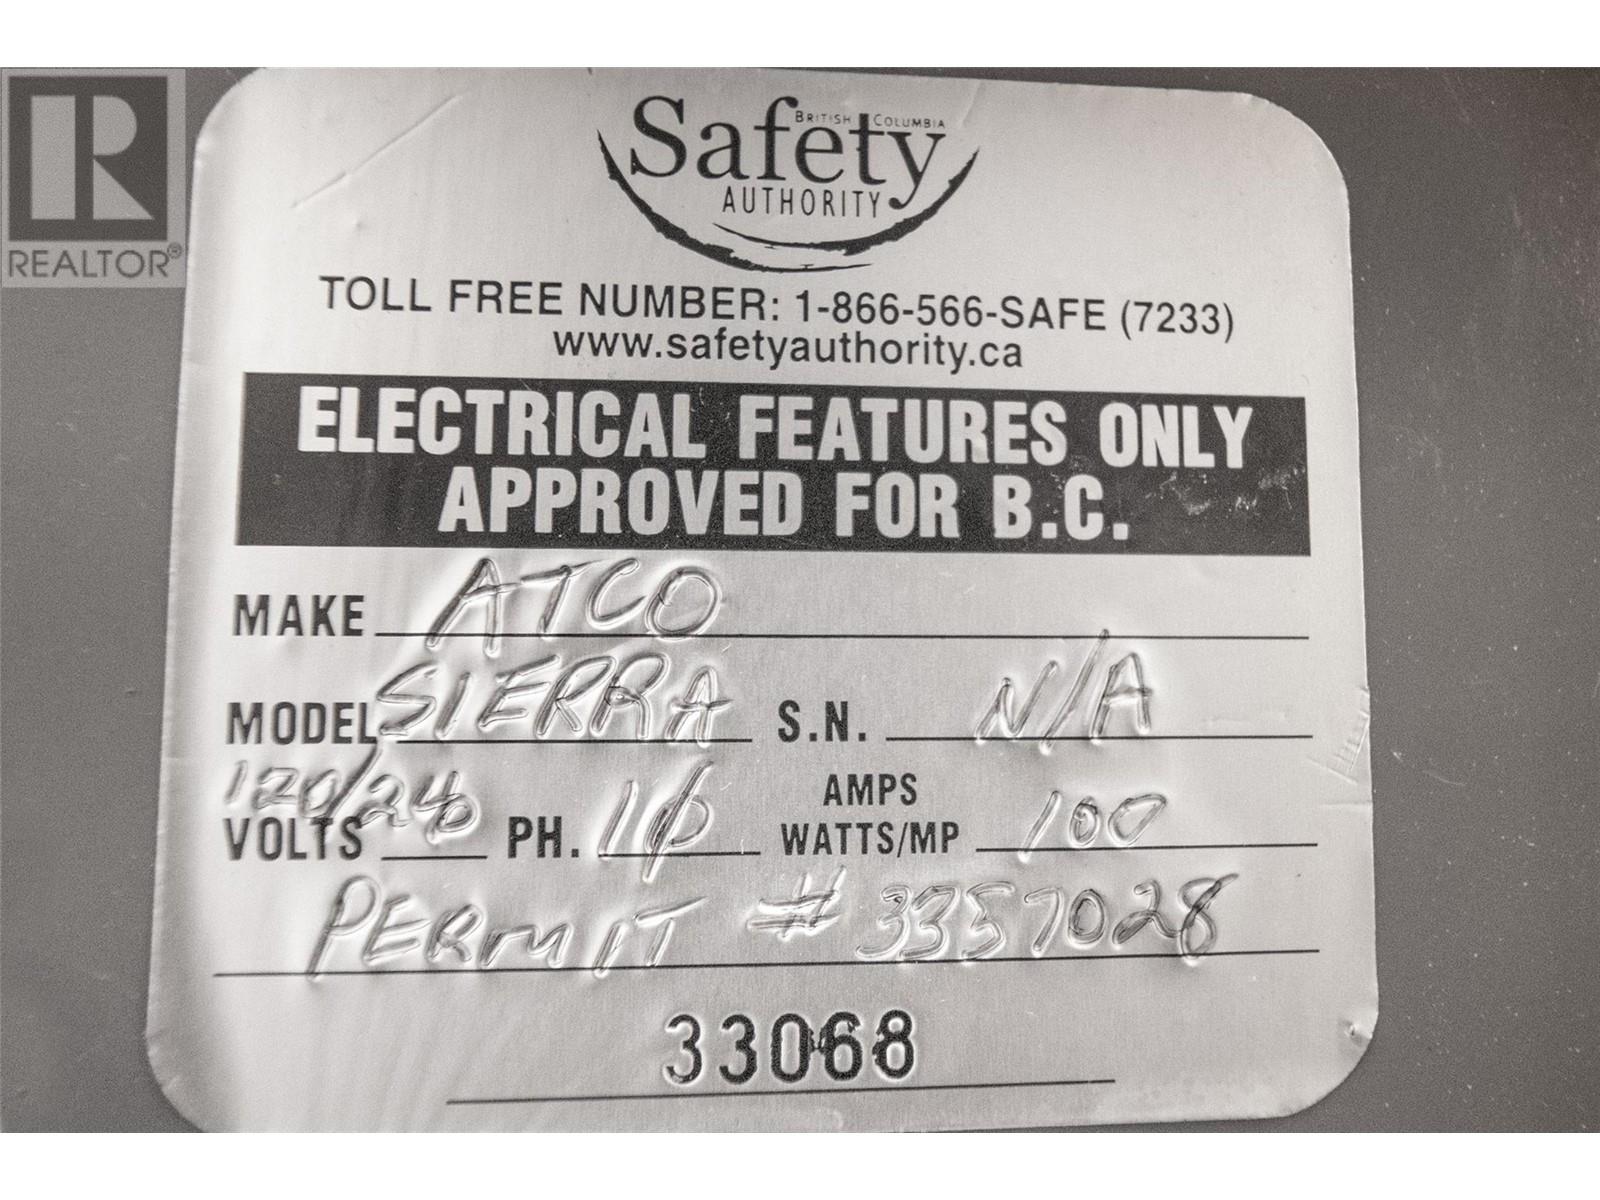 REALTOR®
BRITISH COLUMBIA
Safety
AUTHORITY
TOLL FREE NUMBER: 1-866-566-SAFE (7233)
www.safetyauthority.ca
ELECTRICAL FEATURES ONLY
APPROVED FOR B.C.
MAKE ATCO
MODEL SIERRA S.N. N/A
VOLTS 120/240 PH. 1ϕ AMPS WATTS/MP 100
PERMIT # 3357028
33068